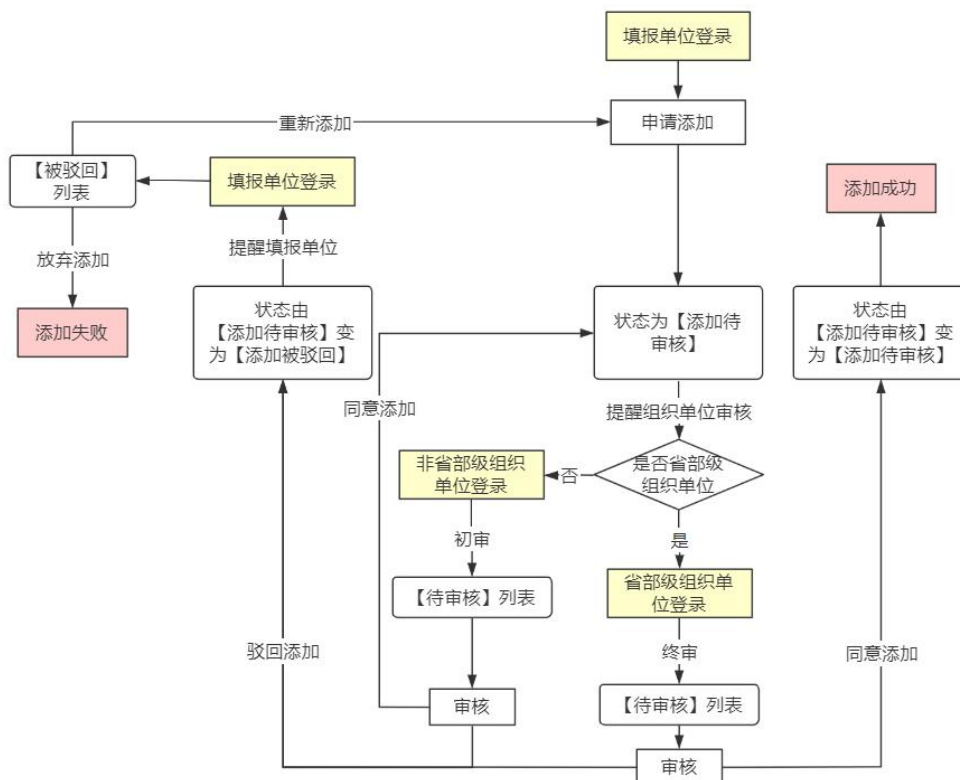 填报单位登录
重新添加
申请添加
【被驳回】
列表
填报单位登录
添加成功
放弃添加
提醒填报单位
添加失败
状态由
【添加待审核】变
为【添加被驳回】
状态为【添加待
审核】
状态由
【添加待审核】变
为【添加待审核】
同意添加
提醒组织单位审核
非省部级组织
单位登录
否
是否省部级
组织单位
初审
是
【待审核】列表
省部级组织单
位登录
驳回添加
终审
同意添加
审核
【待审核】列表
审核